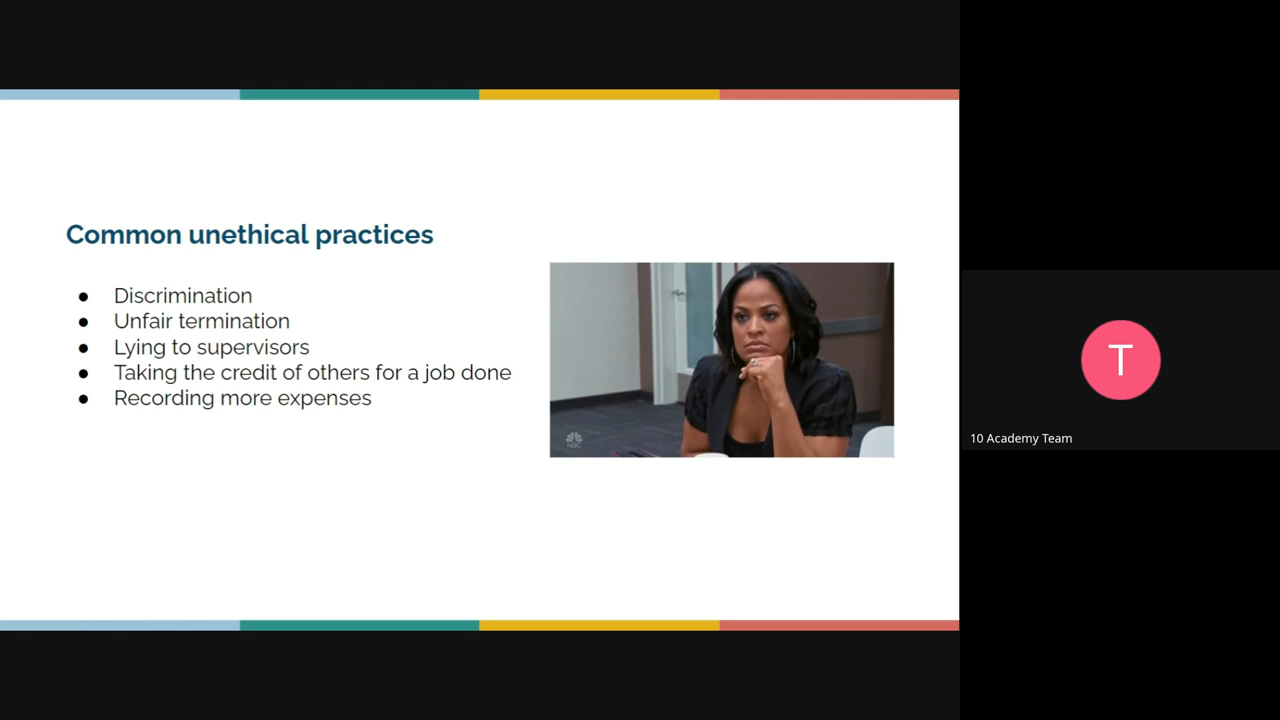 Common unethical practices
● Discrimination
● Unfair termination
● Lying to supervisors
● Taking the credit of others for a job done
● Recording more expenses
NBC
T
10 Academy Team